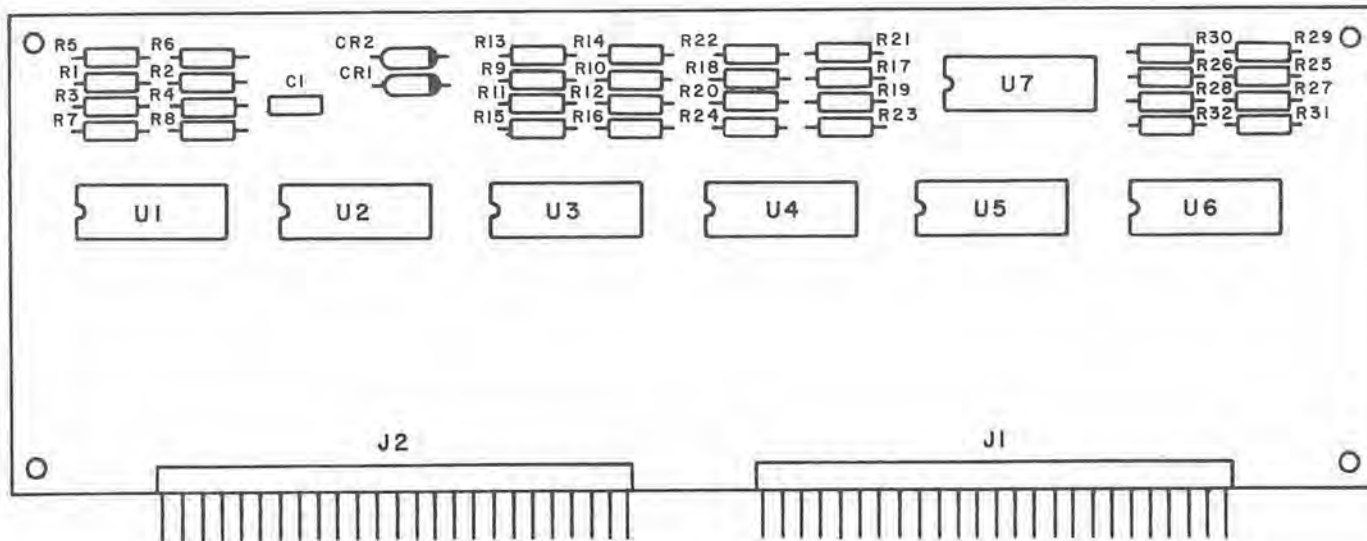 R5 R6 CR2 R13 R14 R22 R21 R30 R29
R1 R2 C1 CR1 R9 R10 R18 R17 U7 R26 R25
R3 R4 R11 R12 R20 R19 R28 R27
R7 R8 R15 R16 R24 R23 R32 R31
U1 U2 U3 U4 U5 U6
J2 J1